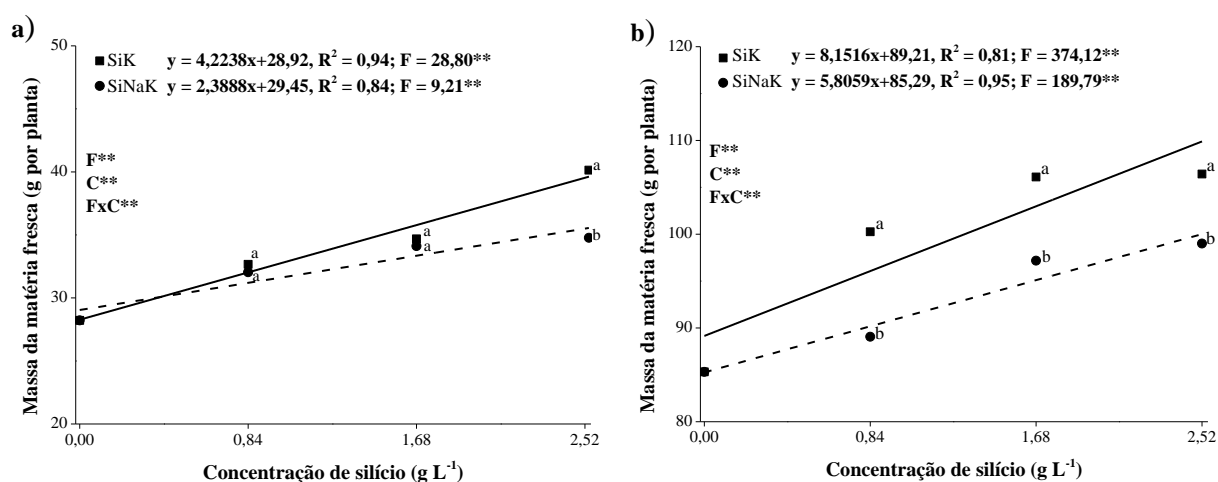 a)
50
SiK y = 4,2238x+28,92, R² = 0,94; F = 28,80**
SiNaK y = 2,3888x+29,45, R² = 0,84; F = 9,21**
F**
C**
FxC**
40
30
20
a
a
a
a
a
b
0,00 0,84 1,68 2,52
Massa da matéria fresca (g por planta)
Concentração de silício (g L⁻¹)
b)
120
SiK y = 8,1516x+89,21, R² = 0,81; F = 374,12**
SiNaK y = 5,8059x+85,29, R² = 0,95; F = 189,79**
110
F**
C**
FxC**
100
90
80
a
a
a
b
b
b
0,00 0,84 1,68 2,52
Massa da matéria fresca (g por planta)
Concentração de silício (g L⁻¹)